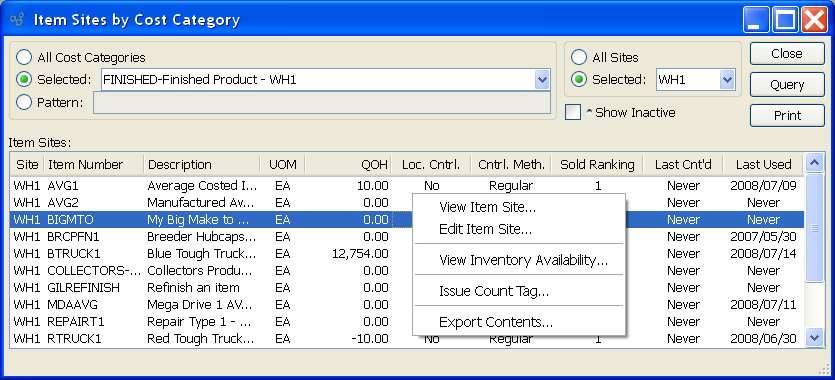 Item Sites by Cost Category
All Cost Categories
Selected: FINISHED-Finished Product - WH1
Pattern:
All Sites
Selected: WH1
^ Show Inactive
Close
Query
Print
Item Sites:
Site Item Number Description UOM QOH Loc. Cntrl. Cntrl. Meth. Sold Ranking Last Cnt'd Last Used
WH1 AVG1 Average Costed I... EA 10.00 No Regular 1 Never 2008/07/09
WH1 AVG2 Manufactured Av... EA 0.00 Never Never
WH1 BIGMTO My Big Make to ... EA 0.00 Never Never
WH1 BRCPFN1 Breeder Hubcaps... EA 0.00 Never 2007/05/30
WH1 BTRUCK1 Blue Tough Truck... EA 12,754.00 Never 2008/07/14
WH1 COLLECTORS-... Collectors Produ... EA 0.00 Never Never
WH1 GILREFINISH Refinish an item EA 0.00 Never Never
WH1 MDAAVG Mega Drive 1 AV... EA 0.00 Never 2008/07/11
WH1 REPAIRT1 Repair Type 1 - ... EA 0.00 Never Never
WH1 RTRUCK1 Red Tough Truck... EA -10.00 No Regular 1 Never 2008/06/30
View Item Site...
Edit Item Site...
View Inventory Availability...
Issue Count Tag...
Export Contents...